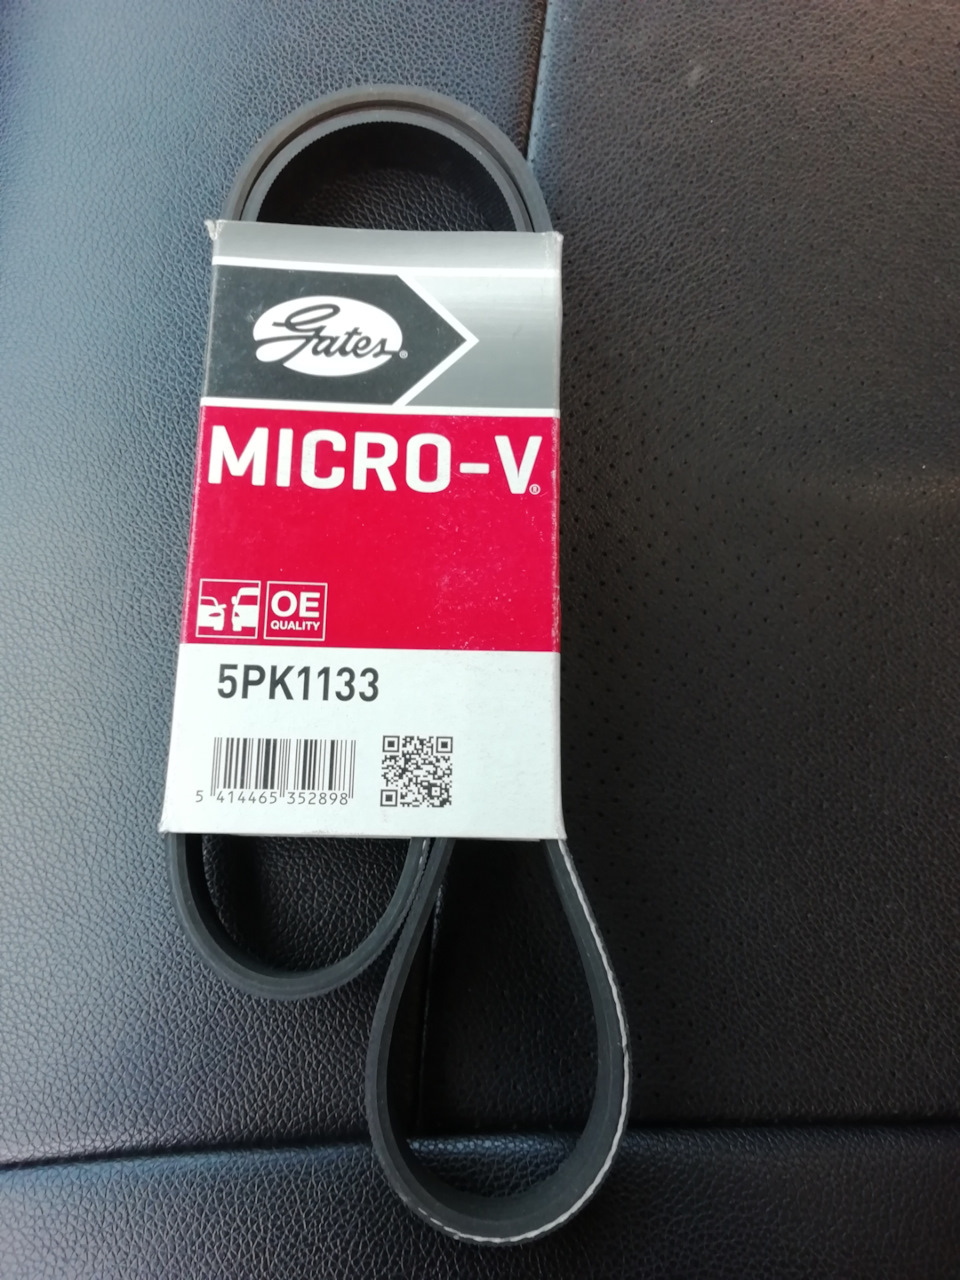 Gates®
MICRO-V®
OE
QUALITY
5PK1133
5 414465 352898